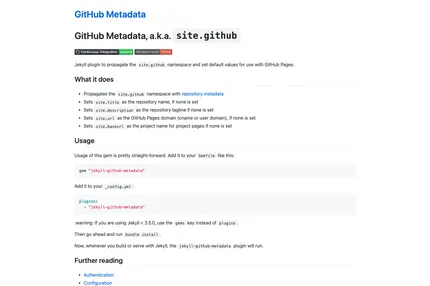 GitHub Metadata
GitHub Metadata, a.k.a. site.github
Continuous Integration passing Windows Build failing
Jekyll plugin to propagate the site.github namespace and set default values for use with GitHub Pages.
What it does
• Propagates the site.github namespace with repository metadata
• Sets site.title as the repository name, if none is set
• Sets site.description as the repository tagline if none is set
• Sets site.url as the GitHub Pages domain (cname or user domain), if none is set
• Sets site.baseurl as the project name for project pages if none is set
Usage
Usage of this gem is pretty straight-forward. Add it to your Gemfile like this:
gem "jekyll-github-metadata"
Add it to your _config.yml:
plugins:
- "jekyll-github-metadata"
:warning: if you are using Jekyll < 3.5.0, use the gems key instead of plugins.
Then go ahead and run bundle install.
Now, whenever you build or serve with Jekyll, the jekyll-github-metadata plugin will run.
Further reading
• Authentication
• Configuration